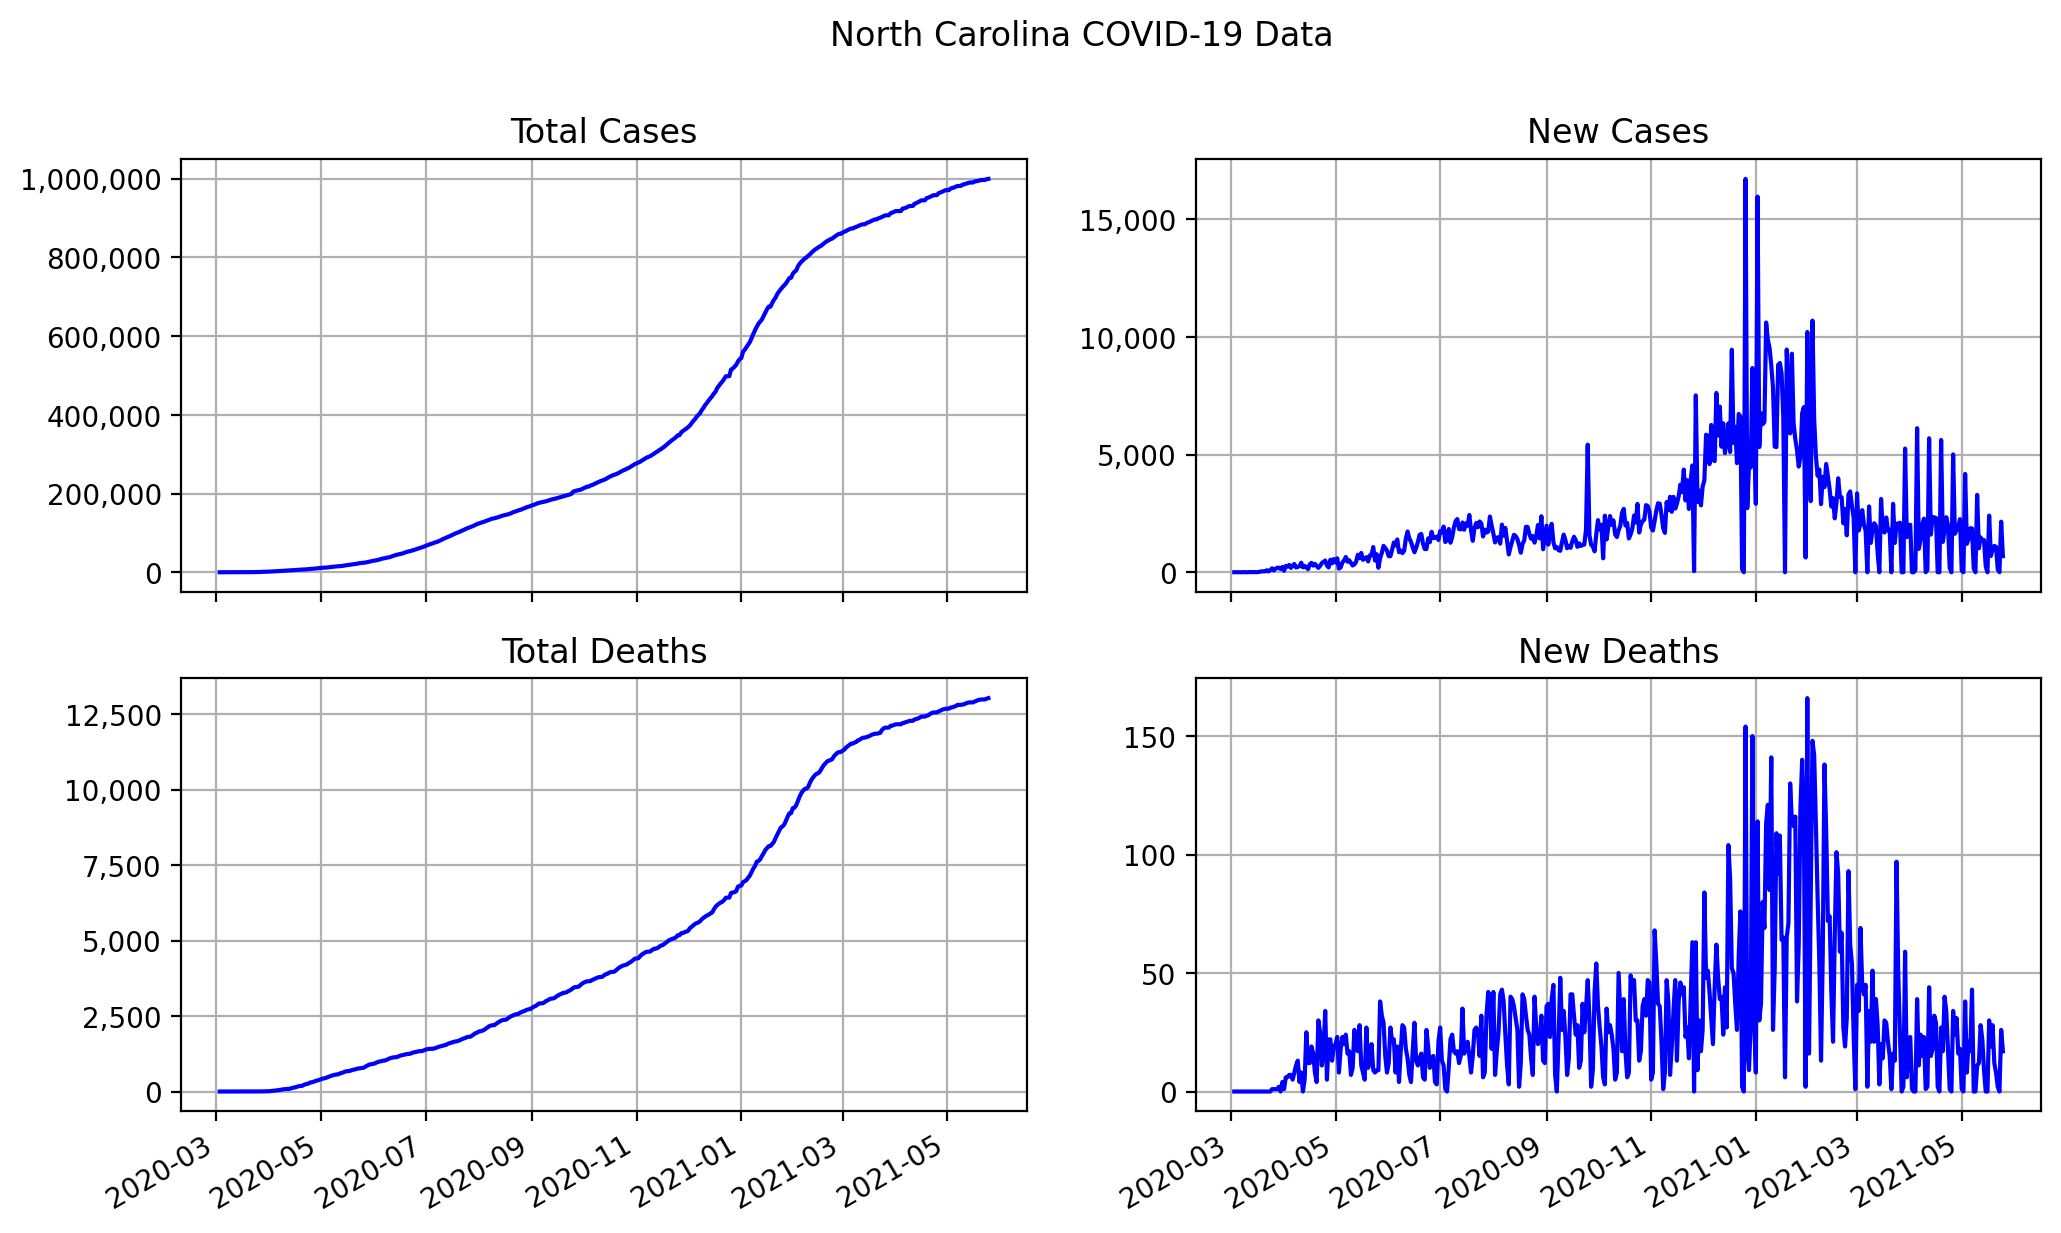 North Carolina COVID-19 Data
Total Cases
1,000,000
800,000
600,000
400,000
200,000
0
New Cases
15,000
10,000
5,000
0
Total Deaths
12,500
10,000
7,500
5,000
2,500
0
2020-03 2020-05 2020-07 2020-09 2020-11 2021-01 2021-03 2021-05
New Deaths
150
100
50
0
2020-03 2020-05 2020-07 2020-09 2020-11 2021-01 2021-03 2021-05